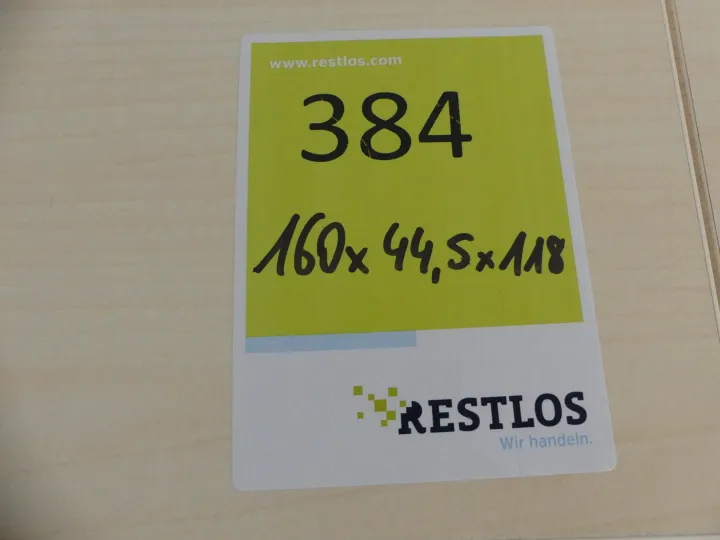 www.restlos.com
384
160x 44,5x118
RESTLOS
Wir handeln.